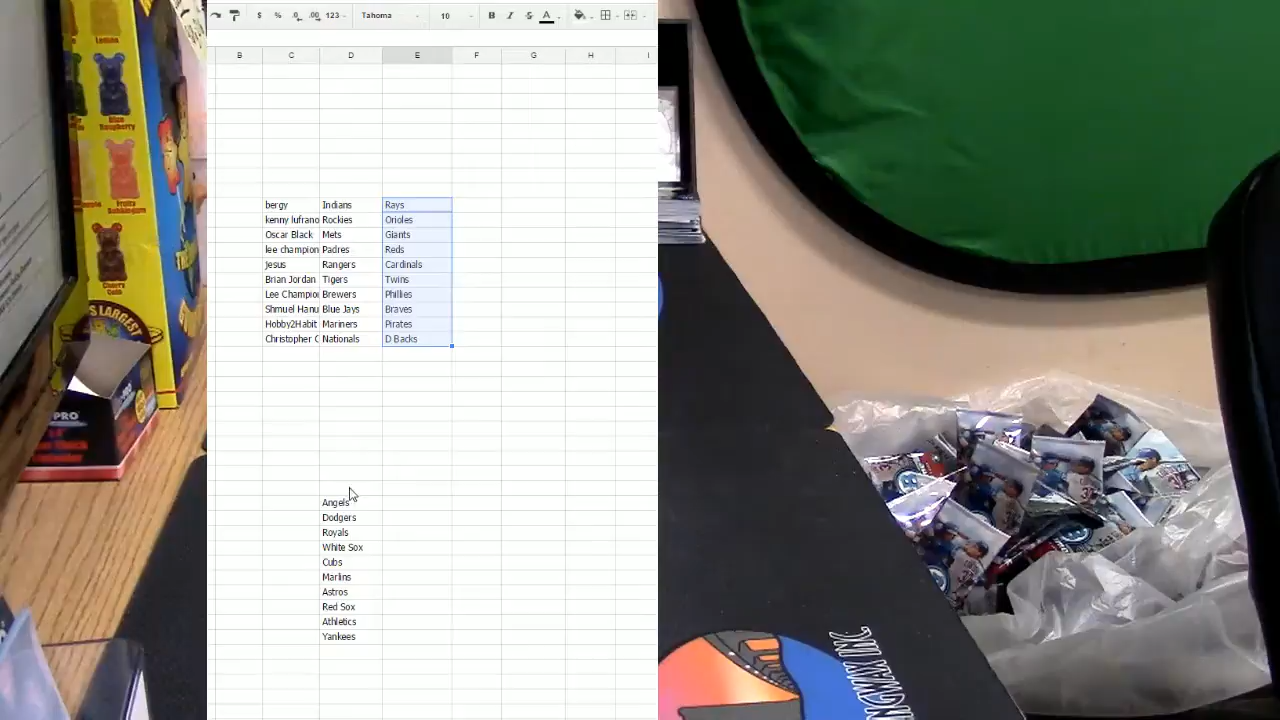 $ % .0 .00 123 Tahoma 10 B I S A
B C D E F G H I
bergy Indians Rays
kenny lufrano Rockies Orioles
Oscar Black Mets Giants
lee champion Padres Reds
jesus Rangers Cardinals
Brian Jordan Tigers Twins
Lee Champio Brewers Phillies
Shmuel Hanu Blue Jays Braves
Hobby2Habit Mariners Pirates
Christopher C Nationals D Backs
Angels
Dodgers
Royals
White Sox
Cubs
Marlins
Astros
Red Sox
Athletics
Yankees
Blue
Raspberry
Fruity
Bubblegum
Cherry
Cola
LARGEST
PRO
INC.